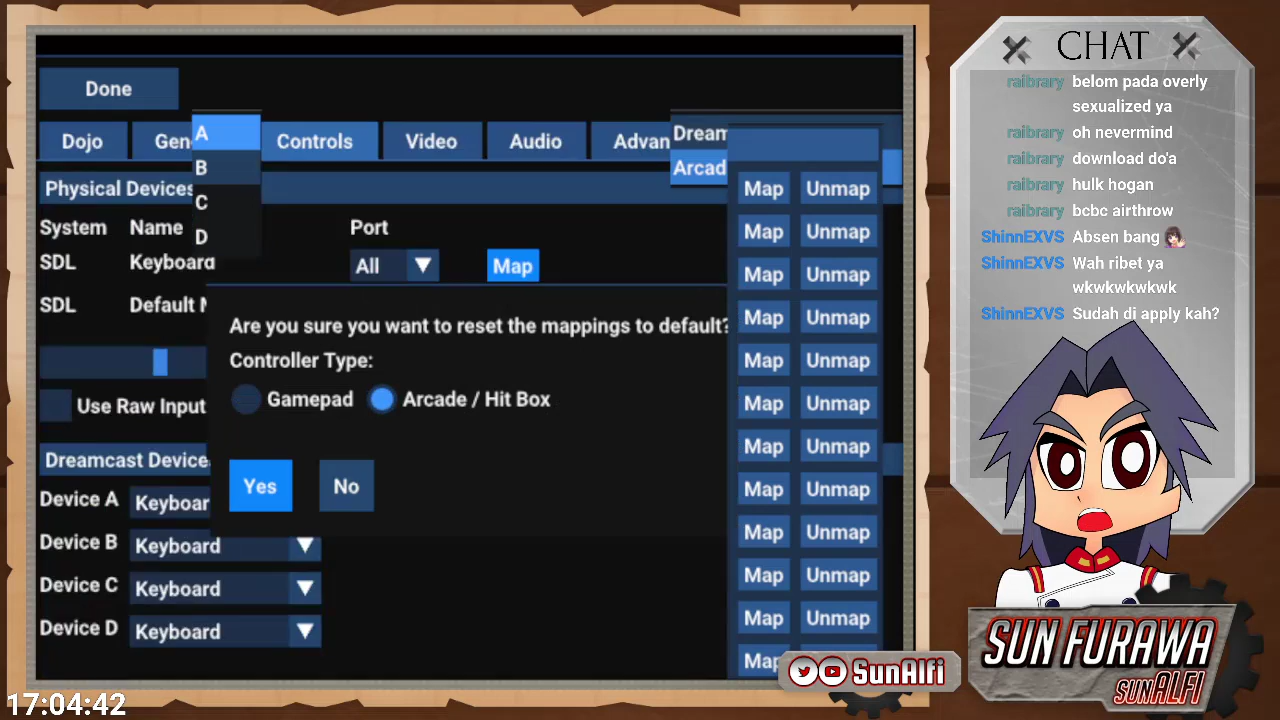 Done
Dojo
Gen
A
Controls
Video
Audio
Advan
Dream
B
Arcad
C
D
Physical Devices
System Name Port
SDL Keyboard All Map
SDL Default
Use Raw Input
Are you sure you want to reset the mappings to default?
Controller Type:
Gamepad Arcade / Hit Box
Yes No
Map Unmap
Map Unmap
Map Unmap
Map Unmap
Map Unmap
Map Unmap
Map Unmap
Map Unmap
Map Unmap
Map Unmap
Map Unmap
Map Unmap
Dreamcast Device
Device A Keyboar
Device B Keyboard
Device C Keyboard
Device D Keyboard
17:04:42
SunAlfi
CHAT
raibrary belom pada overly
sexualized ya
raibrary oh nevermind
raibrary download do'a
raibrary hulk hogan
raibrary bcbc airthrow
ShinnEXVS Absen bang
ShinnEXVS Wah ribet ya
wkwkwkwkwk
ShinnEXVS Sudah di apply kah?
SUN FURAWA
SUNALFI